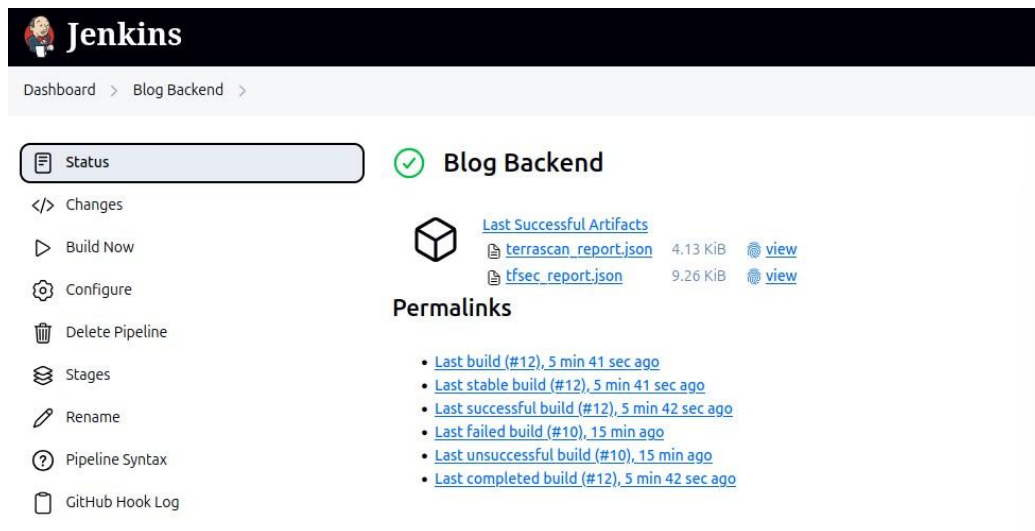 Jenkins
Dashboard > Blog Backend >
Status
Changes
Build Now
Configure
Delete Pipeline
Stages
Rename
Pipeline Syntax
GitHub Hook Log
Blog Backend
Last Successful Artifacts
terrascan_report.json 4.13 KiB view
tfsec_report.json 9.26 KiB view
Permalinks
• Last build (#12), 5 min 41 sec ago
• Last stable build (#12), 5 min 41 sec ago
• Last successful build (#12), 5 min 42 sec ago
• Last failed build (#10), 15 min ago
• Last unsuccessful build (#10), 15 min ago
• Last completed build (#12), 5 min 42 sec ago